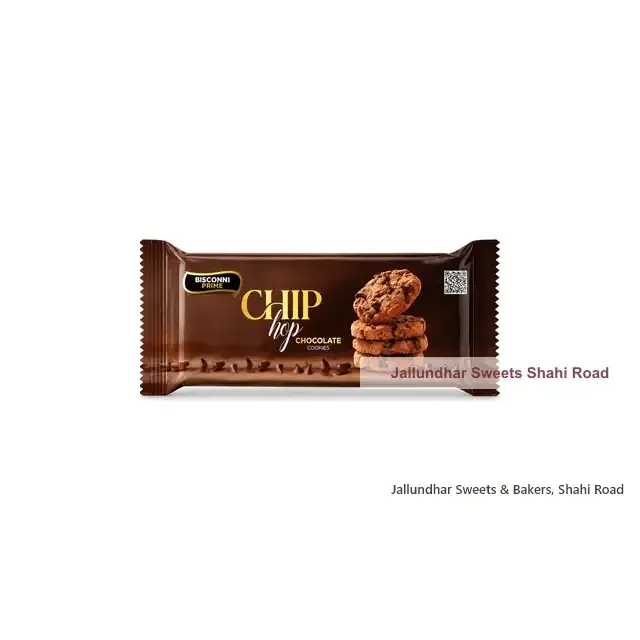 BISCONNI
PRIME
CHIP
hop
CHOCOLATE
COOKIES
Jallundhar Sweets Shahi Road
Jallundhar Sweets & Bakers, Shahi Road